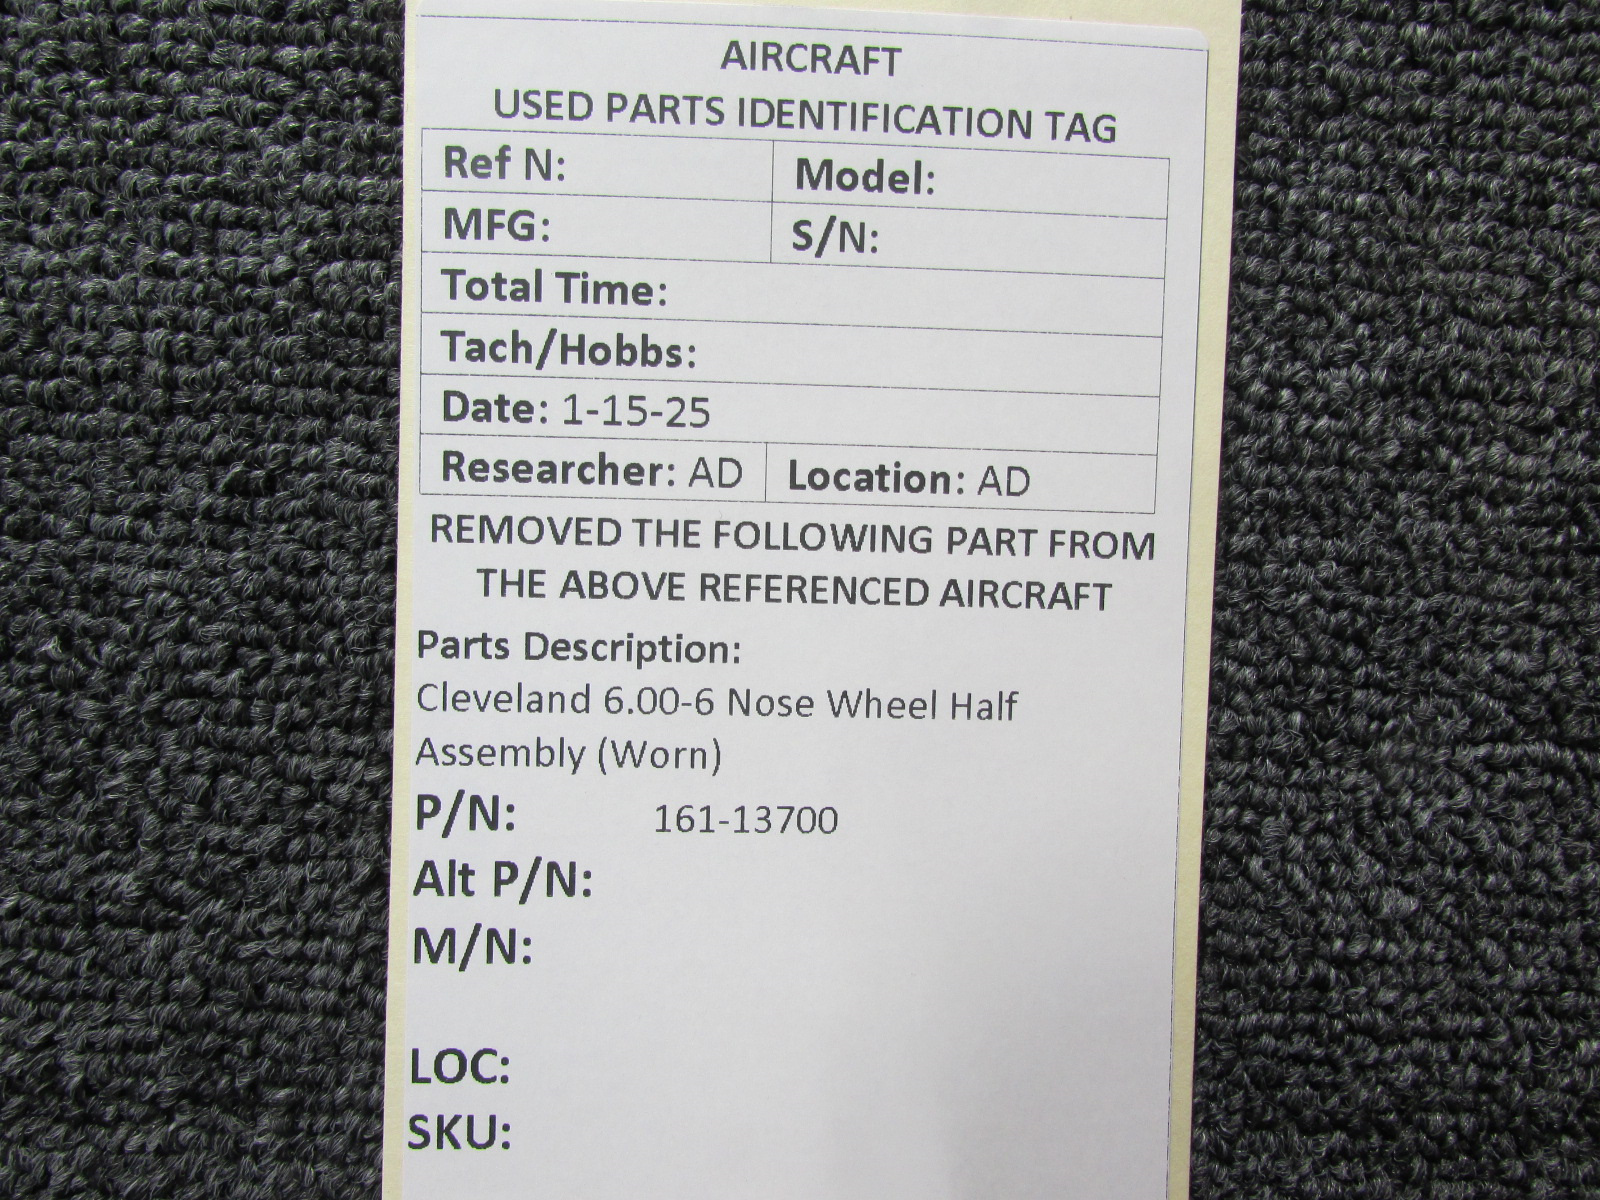 AIRCRAFT
USED PARTS IDENTIFICATION TAG
Ref N: Model:
MFG: S/N:
Total Time:
Tach/Hobbs:
Date: 1-15-25
Researcher: AD Location: AD
REMOVED THE FOLLOWING PART FROM
THE ABOVE REFERENCED AIRCRAFT
Parts Description:
Cleveland 6.00-6 Nose Wheel Half
Assembly (Worn)
P/N: 161-13700
Alt P/N:
M/N:
LOC:
SKU: